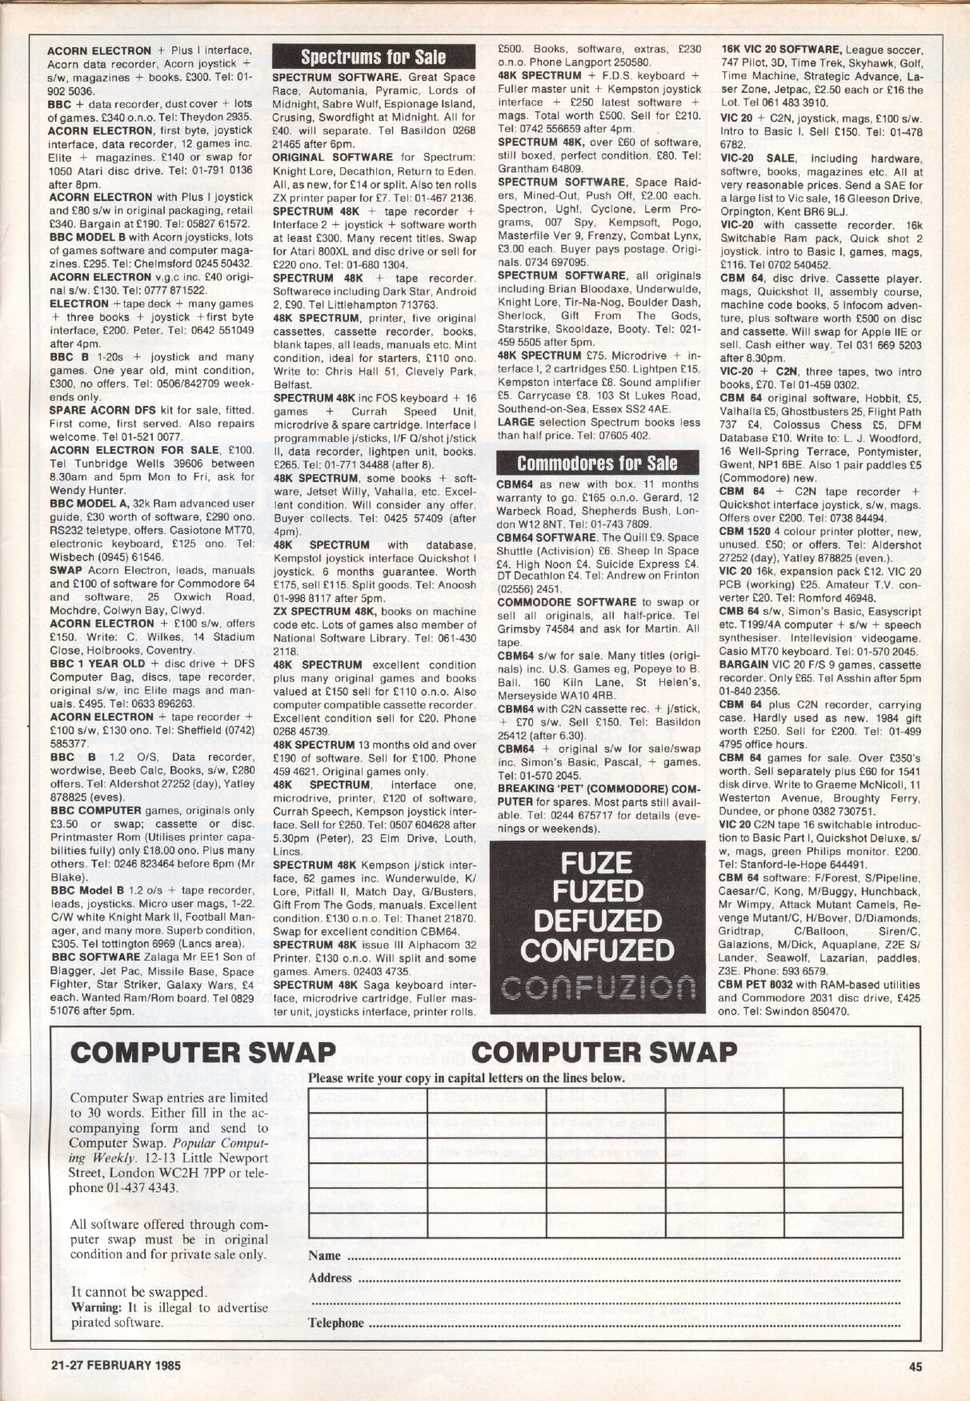 ACORN ELECTRON + Plus I interface,
Acorn data recorder, Acorn joystick +
s/w, magazines + books. £300. Tel: 01-
902 5036.
BBC + data recorder, dust cover + lots
of games. £340 o.n.o. Tel: Theydon 2935.
ACORN ELECTRON, first byte, joystick
interface, data recorder, 12 games inc.
Elite + magazines. £140 or swap for
1050 Atari disc drive. Tel: 01-791 0136
after 8pm.
ACORN ELECTRON with Plus I joystick
and £80 s/w in original packaging, retail
£340. Bargain at £190. Tel: 05827 61572.
BBC MODEL B with Acorn joysticks, lots
of games software and computer maga-
zines. £295. Tel: Chelmsford 0245 50432.
ACORN ELECTRON v.g.c inc. £40 origi-
nal s/w. £130. Tel: 0777 871522.
ELECTRON +tape deck + many games
+ three books + joystick +first byte
interface, £200. Peter. Tel: 0642 551049
after 4pm.
BBC B 1-20s + joystick and many
games. One year old, mint condition,
£300, no offers. Tel: 0506/842709 week-
ends only.
SPARE ACORN DFS kit for sale, fitted.
First come, first served. Also repairs
welcome. Tel 01-521 0077.
ACORN ELECTRON FOR SALE, £100.
Tel Tunbridge Wells 39606 between
8.30am and 5pm Mon to Fri, ask for
Wendy Hunter.
BBC MODEL A, 32k Ram advanced user
guide, £30 worth of software, £290 ono.
RS232 teletype, offers. Casiotone MT70,
electronic keyboard, £125 ono. Tel:
Wisbech (0945) 61546.
SWAP Acorn Electron, leads, manuals
and £100 of software for Commodore 64
and software, 25 Oxwich Road,
Mochdre, Colwyn Bay, Clwyd.
ACORN ELECTRON + £100 s/w, offers
£150. Write: C. Wilkes, 14 Stadium
Close, Holbrooks, Coventry.
BBC 1 YEAR OLD + disc drive + DFS
Computer Bag, discs, tape recorder,
original s/w, inc Elite mags and man-
uals. £495. Tel: 0633 896263.
ACORN ELECTRON + tape recorder +
£100 s/w, £130 ono. Tel: Sheffield (0742)
585377.
BBC B 1.2 O/S, Data recorder,
wordwise, Beeb Calc, Books, s/w, £280
offers. Tel: Aldershot 27252 (day), Yatley
878825 (eves).
BBC COMPUTER games, originals only
£3.50 or swap; cassette or disc.
Printmaster Rom (Utilises printer capa-
bilities fully) only £18.00 ono. Plus many
others. Tel: 0246 823464 before 6pm (Mr
Blake).
BBC Model B 1.2 o/s + tape recorder,
leads, joysticks. Micro user mags, 1-22.
C/W white Knight Mark II, Football Man-
ager, and many more. Superb condition,
£305. Tel tottington 6969 (Lancs area).
BBC SOFTWARE Zalaga Mr EE1 Son of
Blagger, Jet Pac, Missile Base, Space
Fighter, Star Striker, Galaxy Wars, £4
each. Wanted Ram/Rom board. Tel 0829
51076 after 5pm.
Spectrums for Sale
SPECTRUM SOFTWARE. Great Space
Race, Automania, Pyramic, Lords of
Midnight, Sabre Wulf, Espionage Island,
Crusing, Swordfight at Midnight. All for
£40. will separate. Tel Basildon 0268
21465 after 6pm.
ORIGINAL SOFTWARE for Spectrum:
Knight Lore, Decathlon, Return to Eden.
All, as new, for £14 or split. Also ten rolls
ZX printer paper for £7. Tel: 01-467 2136.
SPECTRUM 48K + tape recorder +
Interface 2 + joystick + software worth
at least £300. Many recent titles. Swap
for Atari 800XL and disc drive or sell for
£220 ono. Tel: 01-680 1304.
SPECTRUM 48K + tape recorder.
Softwarece including Dark Star, Android
2, £90. Tel Littlehampton 713763.
48K SPECTRUM, printer, five original
cassettes, cassette recorder, books,
blank tapes, all leads, manuals etc. Mint
condition, ideal for starters, £110 ono.
Write to: Chris Hall 51, Clevely Park,
Belfast.
SPECTRUM 48K inc FOS keyboard + 16
games + Currah Speed Unit,
microdrive & spare cartridge. Interface I
programmable j/sticks, I/F Q/shot j/stick
II, data recorder, lightpen unit, books.
£265. Tel: 01-771 34488 (after 8).
48K SPECTRUM, some books + soft-
ware, Jetset Willy, Vahalla, etc. Excel-
lent condition. Will consider any offer.
Buyer collects. Tel: 0425 57409 (after
4pm).
48K SPECTRUM with database,
Kempstol joystick interface Quickshot I
joystick. 6 months guarantee. Worth
£175, sell £115. Split goods. Tel: Anoosh
01-998 8117 after 5pm.
ZX SPECTRUM 48K, books on machine
code etc. Lots of games also member of
National Software Library. Tel: 061-430
2118.
48K SPECTRUM excellent condition
plus many original games and books
valued at £150 sell for £110 o.n.o. Also
computer compatible cassette recorder.
Excellent condition sell for £20. Phone
0268 45739.
48K SPECTRUM 13 months old and over
£190 of software. Sell for £100. Phone
459 4621. Original games only.
48K SPECTRUM, interface one,
microdrive, printer, £120 of software,
Currah Speech, Kempson joystick inter-
face. Sell for £250. Tel: 0507 604628 after
5.30pm (Peter), 23 Elm Drive, Louth,
Lincs.
SPECTRUM 48K Kempson j/stick inter-
face, 62 games inc. Wunderwulde, K/
Lore, Pitfall II, Match Day, G/Busters,
Gift From The Gods, manuals. Excellent
condition. £130 o.n.o. Tel: Thanet 21870.
Swap for excellent condition CBM64.
SPECTRUM 48K issue III Alphacom 32
Printer. £130 o.n.o. Will split and some
games. Amers. 02403 4735.
SPECTRUM 48K Saga keyboard inter-
face, microdrive cartridge, Fuller mas-
ter unit, joysticks interface, printer rolls.
£500. Books, software, extras, £230
o.n.o. Phone Langport 250580.
48K SPECTRUM + F.D.S. keyboard +
Fuller master unit + Kempston joystick
interface + £250 latest software +
mags. Total worth £500. Sell for £210.
Tel: 0742 556659 after 4pm.
SPECTRUM 48K, over £60 of software,
still boxed, perfect condition. £80. Tel:
Grantham 64809.
SPECTRUM SOFTWARE, Space Raid-
ers, Mined-Out, Push Off, £2.00 each.
Spectron, Ugh!, Cyclone, Lerm Pro-
grams, 007 Spy, Kempsoft, Pogo,
Masterfile Ver 9, Frenzy, Combat Lynx,
£3.00 each. Buyer pays postage. Origi-
nals. 0734 697095.
SPECTRUM SOFTWARE, all originals
including Brian Bloodaxe, Underwulde,
Knight Lore, Tir-Na-Nog, Boulder Dash,
Sherlock, Gift From The Gods,
Starstrike, Skooldaze, Booty. Tel: 021-
459 5505 after 5pm.
48K SPECTRUM £75. Microdrive + in-
terface I, 2 cartridges £50. Lightpen £15.
Kempston interface £8. Sound amplifier
£5. Carrycase £8. 103 St Lukes Road,
Southend-on-Sea, Essex SS2 4AE.
LARGE selection Spectrum books less
than half price. Tel: 07605 402.
Commodores for Sale
CBM64 as new with box. 11 months
warranty to go. £165 o.n.o. Gerard, 12
Warbeck Road, Shepherds Bush, Lon-
don W12 8NT. Tel: 01-743 7809.
CBM64 SOFTWARE. The Quill £9. Space
Shuttle (Activision) £6. Sheep In Space
£4. High Noon £4. Suicide Express £4.
DT Decathlon £4. Tel: Andrew on Frinton
(02556) 2451.
COMMODORE SOFTWARE to swap or
sell all originals, all half-price. Tel
Grimsby 74584 and ask for Martin. All
tape.
CBM64 s/w for sale. Many titles (origi-
nals) inc. U.S. Games eg, Popeye to B.
Ball. 160 Kiln Lane, St Helen's,
Merseyside WA10 4RB.
CBM64 with C2N cassette rec. + j/stick,
+ £70 s/w. Sell £150. Tel: Basildon
25412 (after 6.30).
CBM64 + original s/w for sale/swap
inc. Simon's Basic, Pascal, + games.
Tel: 01-570 2045.
BREAKING 'PET' (COMMODORE) COM-
PUTER for spares. Most parts still avail-
able. Tel: 0244 675717 for details (eve-
nings or weekends).
FUZE
FUZED
DEFUZED
CONFUZED
CONFUZION
16K VIC 20 SOFTWARE, League soccer,
747 Pilot, 3D, Time Trek, Skyhawk, Golf,
Time Machine, Strategic Advance, La-
ser Zone, Jetpac, £2.50 each or £16 the
Lot. Tel 061 483 3910.
VIC 20 + C2N, joystick, mags, £100 s/w.
Intro to Basic I. Sell £150. Tel: 01-478
6782.
VIC-20 SALE, including hardware,
softwre, books, magazines etc. All at
very reasonable prices. Send a SAE for
a large list to Vic sale, 16 Gleeson Drive,
Orpington, Kent BR6 9LJ.
VIC-20 with cassette recorder. 16k
Switchable Ram pack, Quick shot 2
joystick. intro to Basic I, games, mags,
£116. Tel 0702 540452.
CBM 64, disc drive. Cassette player.
mags, Quickshot II, assembly course,
machine code books, 5 Infocom adven-
ture, plus software worth £500 on disc
and cassette. Will swap for Apple IIE or
sell. Cash either way. Tel 031 669 5203
after 8.30pm.
VIC-20 + C2N, three tapes, two intro
books, £70. Tel 01-459 0302.
CBM 64 original software, Hobbit, £5,
Valhalla £5, Ghostbusters 25, Flight Path
737 £4, Colossus Chess £5, DFM
Database £10. Write to: L. J. Woodford,
16 Well-Spring Terrace, Pontymister,
Gwent, NP1 6BE. Also 1 pair paddles £5
(Commodore) new.
CBM 64 + C2N tape recorder +
Quickshot interface joystick, s/w, mags.
Offers over £200. Tel: 0738 84494.
CBM 1520 4 colour printer plotter, new,
unused. £50; or offers. Tel: Aldershot
27252 (day), Yatley 878825 (even.).
VIC 20 16k, expansion pack £12. VIC 20
PCB (working) £25. Amateur T.V. con-
verter £20. Tel: Romford 46948.
CMB 64 s/w, Simon's Basic, Easyscript
etc. T199/4A computer + s/w + speech
synthesiser. Intellevision videogame.
Casio MT70 keyboard. Tel: 01-570 2045.
BARGAIN VIC 20 F/S 9 games, cassette
recorder. Only £65. Tel Asshin after 5pm
01-840 2356.
CBM 64 plus C2N recorder, carrying
case. Hardly used as new. 1984 gift
worth £250. Sell for £200. Tel: 01-499
4795 office hours.
CBM 64 games for sale. Over £350's
worth. Sell separately plus £60 for 1541
disk dirve. Write to Graeme McNicoll, 11
Westerton Avenue, Broughty Ferry,
Dundee, or phone 0382 730751.
VIC 20 C2N tape 16 switchable introduc-
tion to Basic Part I, Quickshot Deluxe, s/
w, mags, green Philips monitor. £200.
Tel: Stanford-le-Hope 644491.
CBM 64 software: F/Forest, S/Pipeline,
Caesar/C, Kong, M/Buggy, Hunchback,
Mr Wimpy, Attack Mutant Camels, Re-
venge Mutant/C, H/Bover, D/Diamonds,
Gridtrap, C/Balloon, Siren/C,
Galazions, M/Dick, Aquaplane, Z2E S/
Lander, Seawolf, Lazarian, paddles,
Z3E. Phone: 593 6579.
CBM PET 8032 with RAM-based utilities
and Commodore 2031 disc drive, £425
ono. Tel: Swindon 850470.
COMPUTER SWAP COMPUTER SWAP
Please write your copy in capital letters on the lines below.
Computer Swap entries are limited
to 30 words. Either fill in the ac-
companying form and send to
Computer Swap. Popular Comput-
ing Weekly. 12-13 Little Newport
Street, London WC2H 7PP or tele-
phone 01-437 4343.
All software offered through com-
puter swap must be in original
condition and for private sale only.
It cannot be swapped.
Warning: It is illegal to advertise
pirated software.
Name
Address
Telephone
21-27 FEBRUARY 1985
45